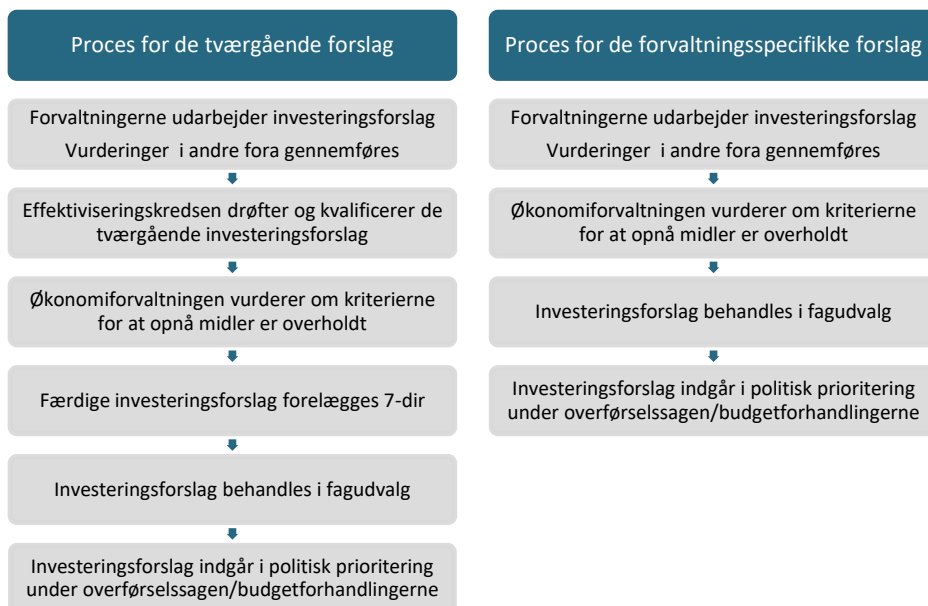 Proces for de tværgående forslag
Forvaltningerne udarbejder investeringsforslag
Vurderinger i andre fora gennemføres
Effektiviseringskredsen drøfter og kvalificerer de
tværgående investeringsforslag
Økonomiforvaltningen vurderer om kriterierne
for at opnå midler er overholdt
Færdige investeringsforslag forelægges 7-dir
Investeringsforslag behandles i fagudvalg
Investeringsforslag indgår i politisk prioritering
under overførselssagen/budgetforhandlingerne
Proces for de forvaltningsspecifikke forslag
Forvaltningerne udarbejder investeringsforslag
Vurderinger i andre fora gennemføres
Økonomiforvaltningen vurderer om kriterierne
for at opnå midler er overholdt
Investeringsforslag behandles i fagudvalg
Investeringsforslag indgår i politisk prioritering
under overførselssagen/budgetforhandlingerne